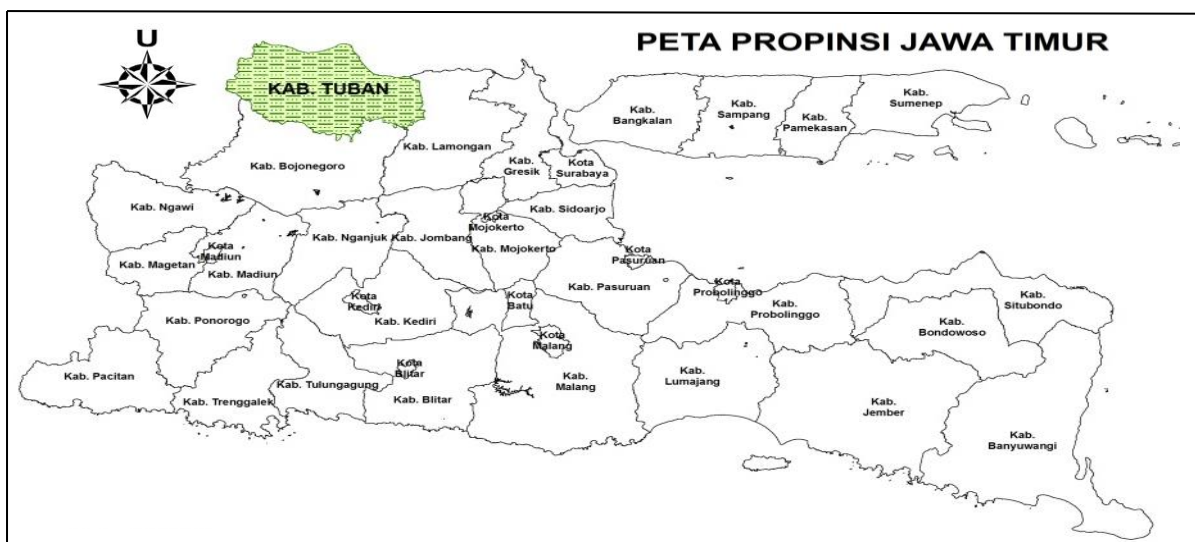 U
PETA PROPINSI JAWA TIMUR
KAB. TUBAN
Kab.
Bangkalan
Kab.
Sampang
Kab.
Pamekasan
Kab.
Sumenep
Kab. Bojonegoro
Kab. Lamongan
Kab.
Gresik
Kota
Surabaya
Kab. Ngawi
Kab. Sidoarjo
Kota
Mojokerto
Kab. Nganjuk
Kab. Jombang
Kab. Mojokerto
Kab. Magetan
Kota
Madiun
Kab. Madiun
Kota
Pasuruan
Kab. Pasuruan
Kota
Probolinggo
Kab.
Probolinggo
Kab.
Situbondo
Kab.
Bondowoso
Kab. Ponorogo
Kota
Kediri
Kab. Kediri
Kota
Batu
Kota
Malang
Kab.
Malang
Kab. Pacitan
Kab. Trenggalek
Kab. Tulungagung
Kota
Blitar
Kab. Blitar
Kab.
Lumajang
Kab.
Jember
Kab.
Banyuwangi